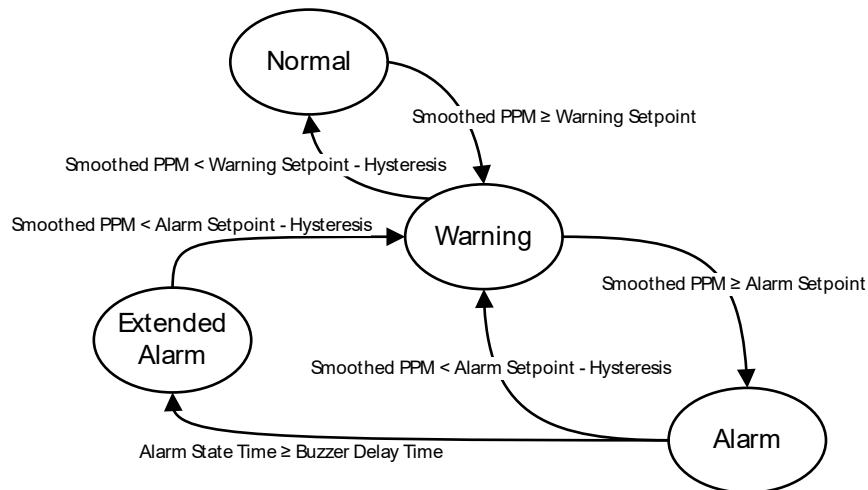 Normal
Smoothed PPM ≥ Warning Setpoint
Smoothed PPM < Warning Setpoint - Hysteresis
Smoothed PPM < Alarm Setpoint - Hysteresis
Warning
Smoothed PPM ≥ Alarm Setpoint
Extended
Alarm
Smoothed PPM < Alarm Setpoint - Hysteresis
Alarm
Alarm State Time ≥ Buzzer Delay Time